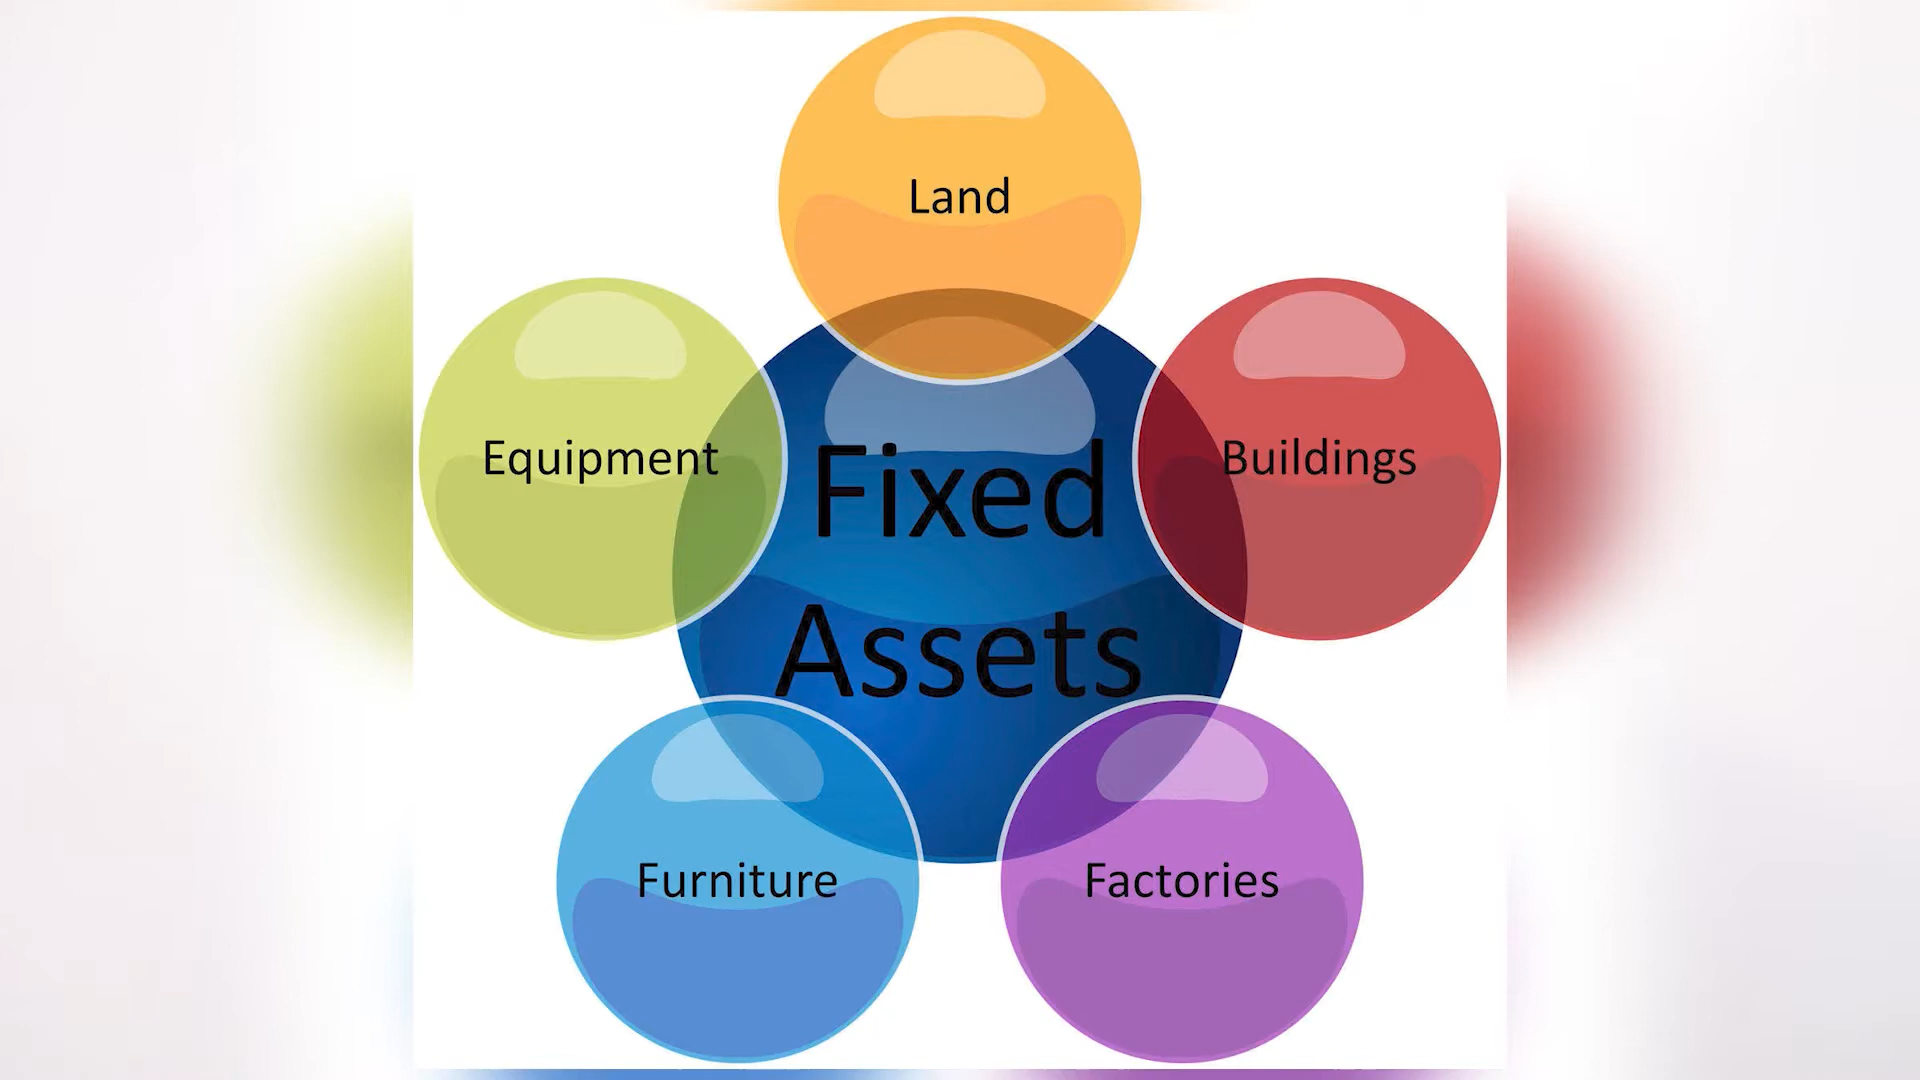 Land
Equipment
Buildings
Fixed
Assets
Furniture
Factories